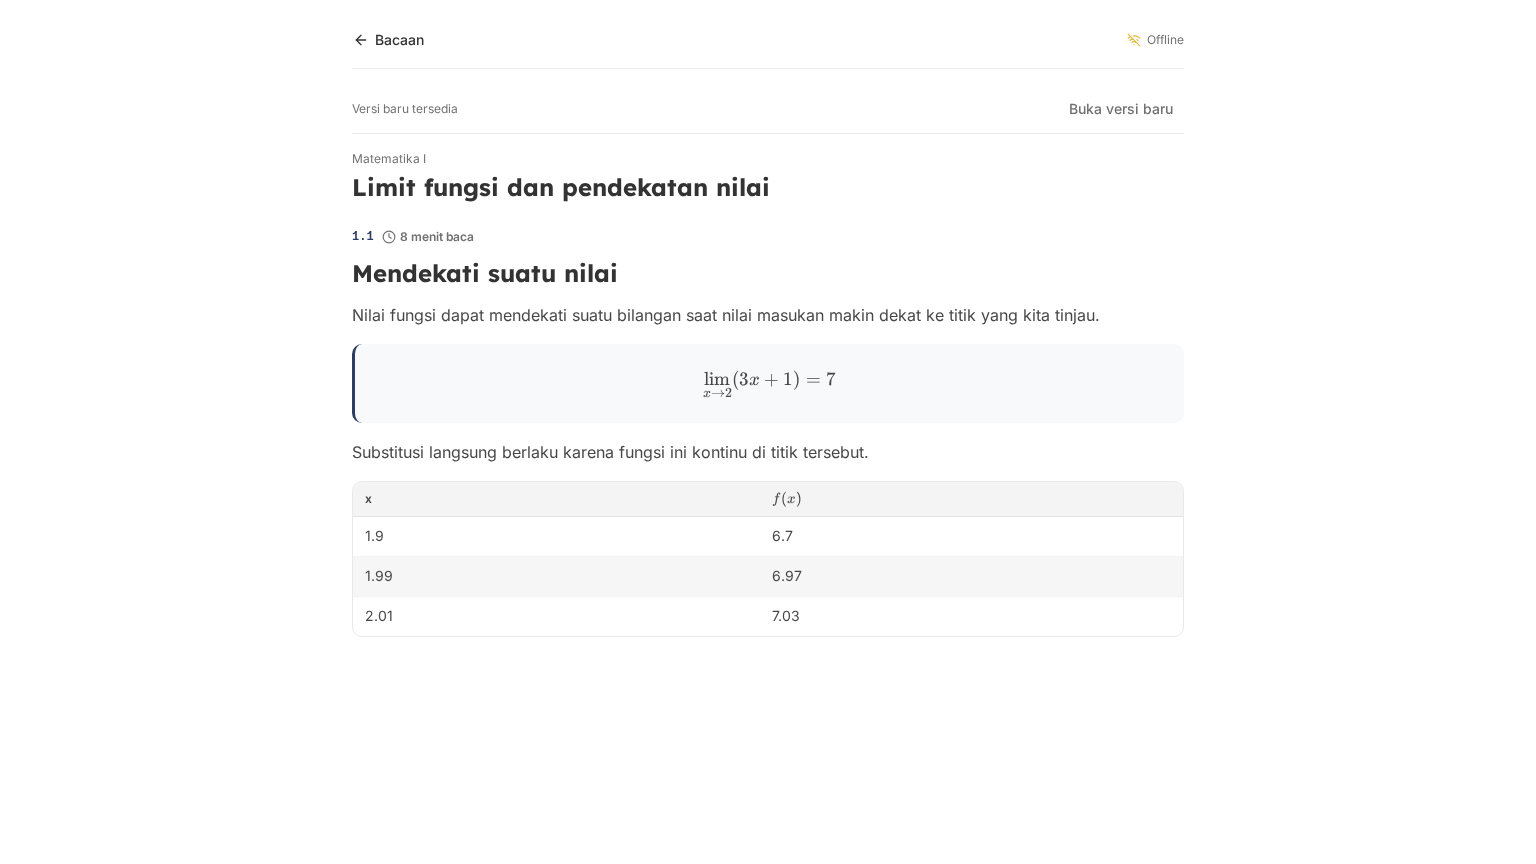 Bacaan
Offline
Versi baru tersedia
Buka versi baru
Matematika I
Limit fungsi dan pendekatan nilai
1.1 8 menit baca
Mendekati suatu nilai
Nilai fungsi dapat mendekati suatu bilangan saat nilai masukan makin dekat ke titik yang kita tinjau.
lim x→2 (3x + 1) = 7
Substitusi langsung berlaku karena fungsi ini kontinu di titik tersebut.
x f(x)
1.9 6.7
1.99 6.97
2.01 7.03